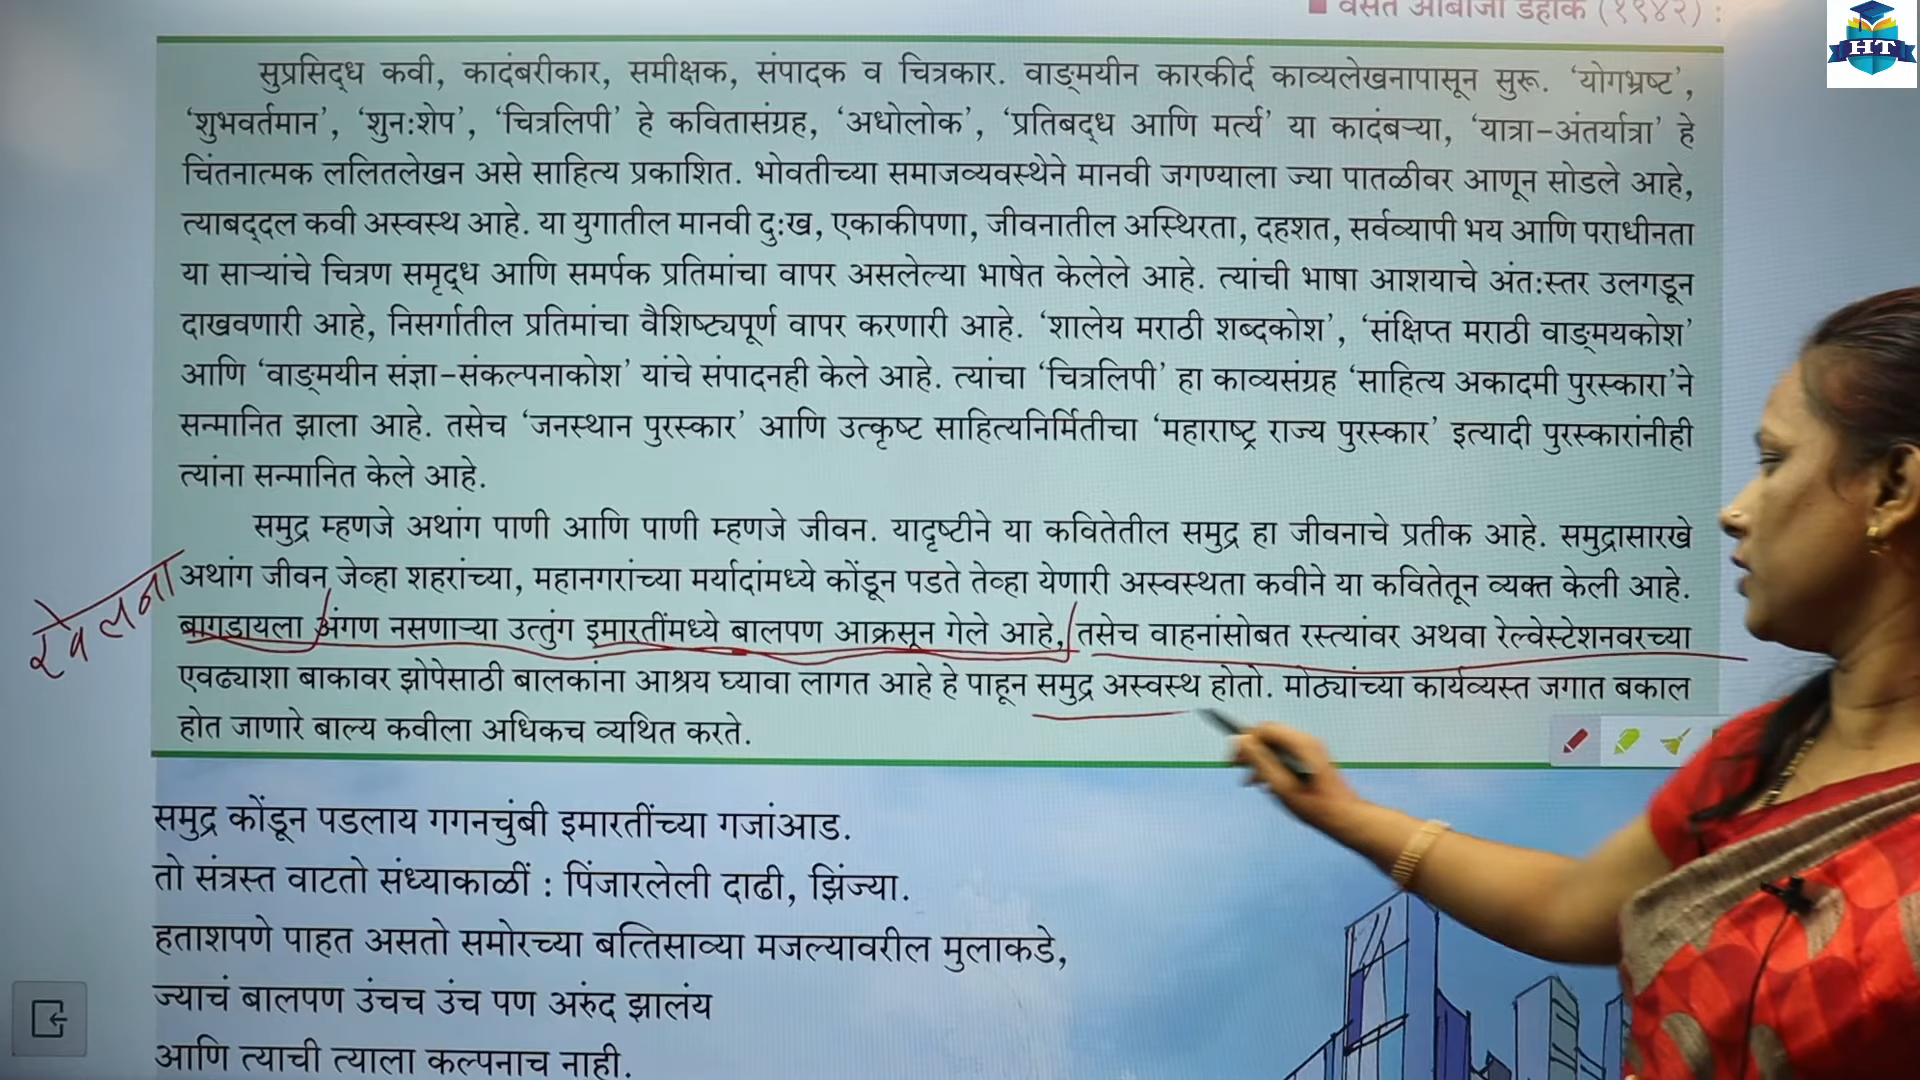 ■ वसंत आबाजी डहाके (१९४२) :
HT
सुप्रसिद्ध कवी, कादंबरीकार, समीक्षक, संपादक व चित्रकार. वाङ्मयीन कारकीर्द काव्यलेखनापासून सुरू. ‘योगभ्रष्ट’,
‘शुभवर्तमान’, ‘शुन:शेप’, ‘चित्रलिपी’ हे कवितासंग्रह, ‘अधोलोक’, ‘प्रतिबद्ध आणि मर्त्य’ या कादंबऱ्या, ‘यात्रा-अंतर्यात्रा’ हे
चिंतनात्मक ललितलेखन असे साहित्य प्रकाशित. भोवतीच्या समाजव्यवस्थेने मानवी जगण्याला ज्या पातळीवर आणून सोडले आहे,
त्याबद्दल कवी अस्वस्थ आहे. या युगातील मानवी दु:ख, एकाकीपणा, जीवनातील अस्थिरता, दहशत, सर्वव्यापी भय आणि पराधीनता
या साऱ्यांचे चित्रण समृद्ध आणि समर्पक प्रतिमांचा वापर असलेल्या भाषेत केलेले आहे. त्यांची भाषा आशयाचे अंत:स्तर उलगडून
दाखवणारी आहे, निसर्गातील प्रतिमांचा वैशिष्ट्यपूर्ण वापर करणारी आहे. ‘शालेय मराठी शब्दकोश’, ‘संक्षिप्त मराठी वाङ्मयकोश’
आणि ‘वाङ्मयीन संज्ञा-संकल्पनाकोश’ यांचे संपादनही केले आहे. त्यांचा ‘चित्रलिपी’ हा काव्यसंग्रह ‘साहित्य अकादमी पुरस्कारा’ने
सन्मानित झाला आहे. तसेच ‘जनस्थान पुरस्कार’ आणि उत्कृष्ट साहित्यनिर्मितीचा ‘महाराष्ट्र राज्य पुरस्कार’ इत्यादी पुरस्कारांनीही
त्यांना सन्मानित केले आहे.
समुद्र म्हणजे अथांग पाणी आणि पाणी म्हणजे जीवन. यादृष्टीने या कवितेतील समुद्र हा जीवनाचे प्रतीक आहे. समुद्रासारखे
अथांग जीवन जेव्हा शहरांच्या, महानगरांच्या मर्यादांमध्ये कोंडून पडते तेव्हा येणारी अस्वस्थता कवीने या कवितेतून व्यक्त केली आहे.
खेलना
बागडायला अंगण नसणाऱ्या उत्तुंग इमारतींमध्ये बालपण आक्रसून गेले आहे, तसेच वाहनांसोबत रस्त्यांवर अथवा रेल्वेस्टेशनवरच्या
एवढ्याशा बाकावर झोपेसाठी बालकांना आश्रय घ्यावा लागत आहे हे पाहून समुद्र अस्वस्थ होतो. मोठ्यांच्या कार्यव्यस्त जगात बकाल
होत जाणारे बाल्य कवीला अधिकच व्यथित करते.
समुद्र कोंडून पडलाय गगनचुंबी इमारतींच्या गजांआड.
तो संत्रस्त वाटतो संध्याकाळीं : पिंजारलेली दाढी, झिंज्या.
हताशपणे पाहत असतो समोरच्या बत्तिसाव्या मजल्यावरील मुलाकडे,
ज्याचं बालपण उंचच उंच पण अरुंद झालंय
आणि त्याची त्याला कल्पनाच नाही.